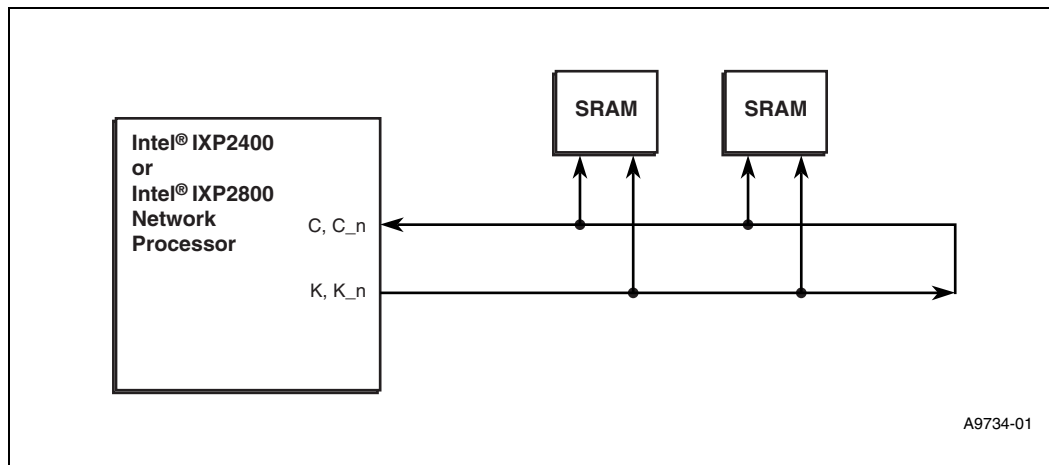 Intel® IXP2400
or
Intel® IXP2800
Network
Processor
C, C_n
K, K_n
SRAM
SRAM
A9734-01